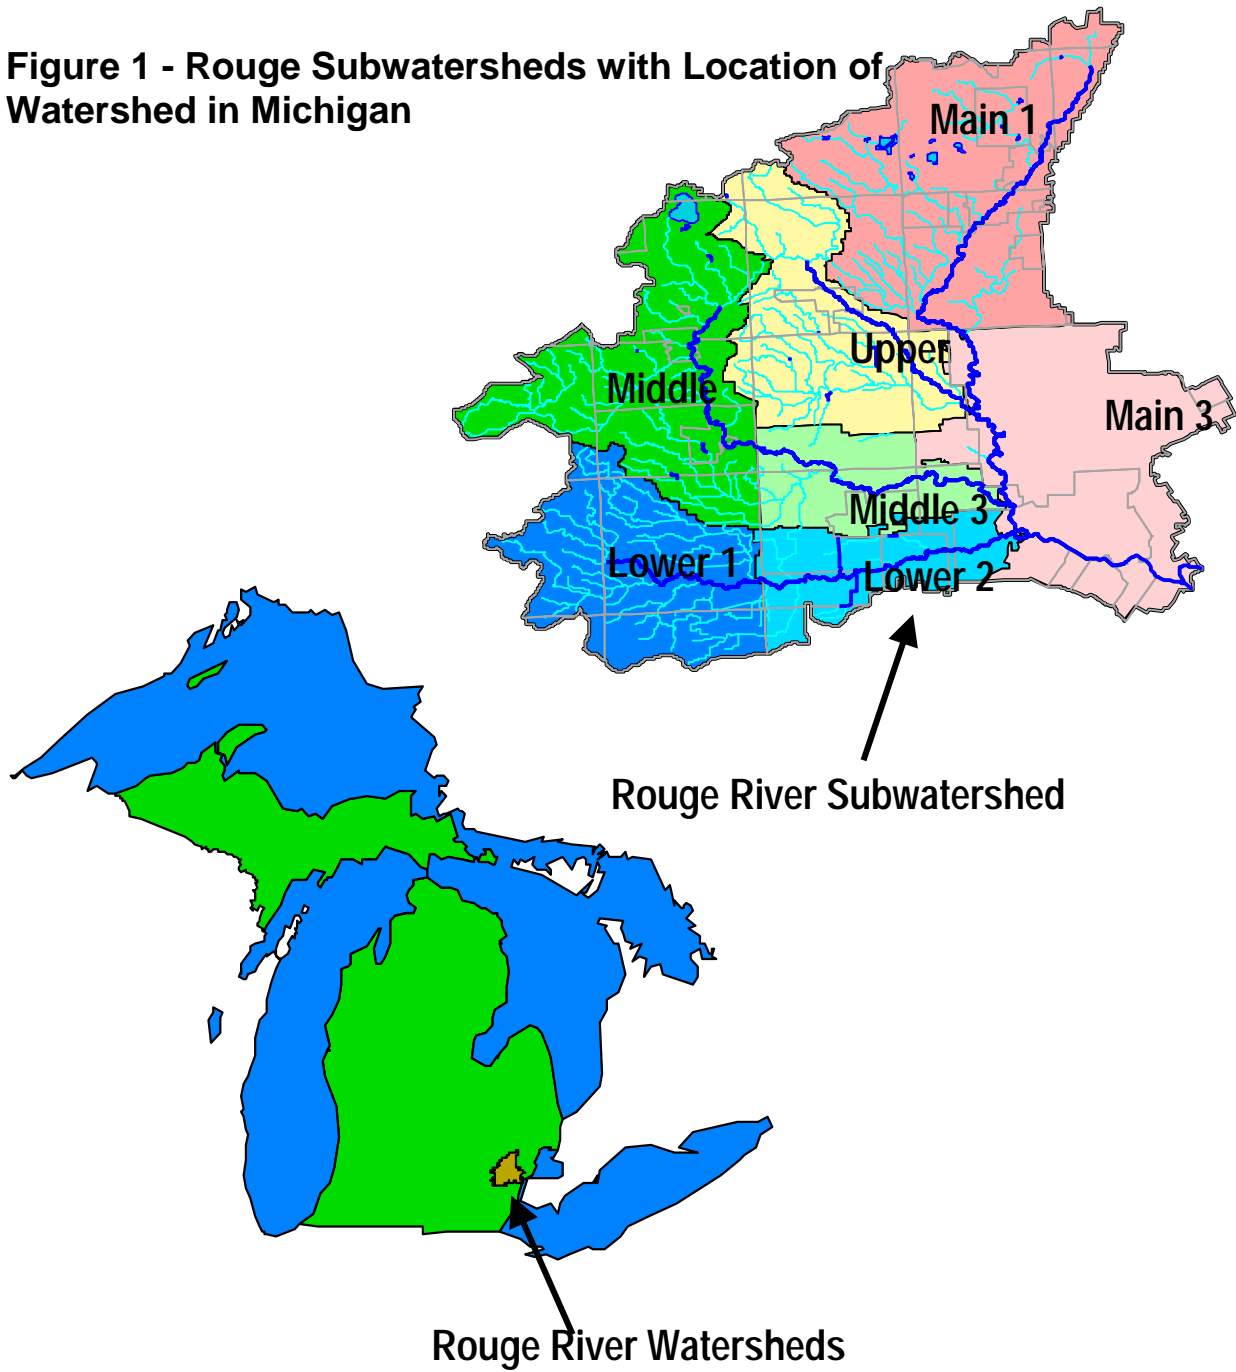 Figure 1 - Rouge Subwatersheds with Location of
Watershed in Michigan
Main 1
Upper
Middle
Main 3
Middle 3
Lower 1
Lower 2
Rouge River Subwatershed
Rouge River Watersheds